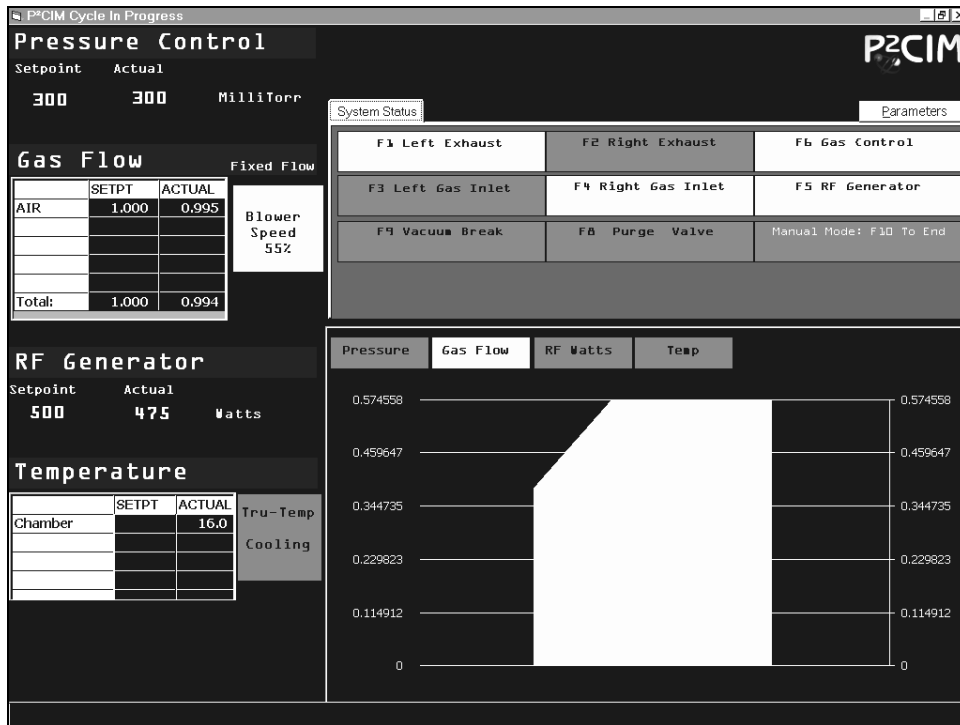 P²CIM Cycle In Progress
Pressure Control
Setpoint Actual
300 300 MilliTorr
P²CIM
System Status Parameters
F1 Left Exhaust F2 Right Exhaust F6 Gas Control
F3 Left Gas Inlet F4 Right Gas Inlet F5 RF Generator
F9 Vacuum Break F8 Purge Valve Manual Mode: F10 To End
Gas Flow Fixed Flow
SETPT ACTUAL
AIR 1.000 0.995
Total: 1.000 0.994
Blower
Speed
55%
RF Generator
Setpoint Actual
500 475 Watts
Temperature
SETPT ACTUAL
Chamber 16.0
Tru-Temp
Cooling
Pressure Gas Flow RF Watts Temp
0.574558 0.574558
0.459647 0.459647
0.344735 0.344735
0.229823 0.229823
0.114912 0.114912
0 0